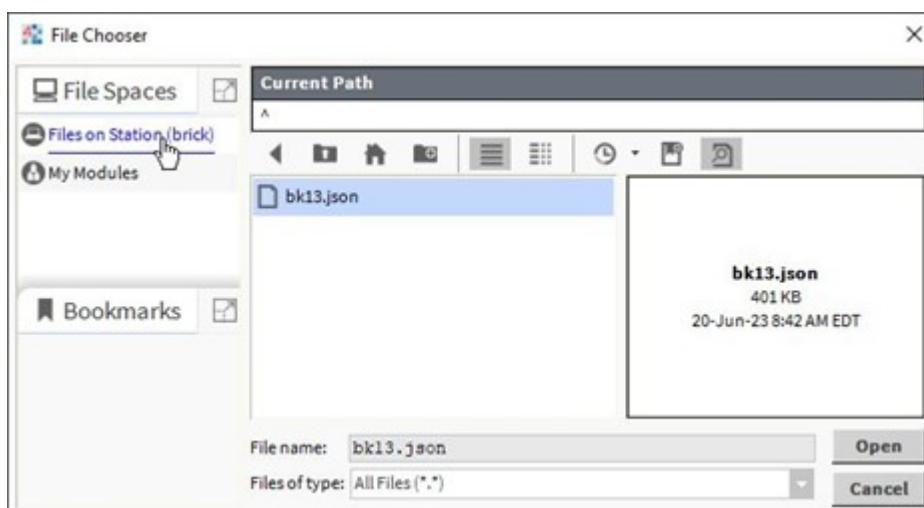 File Chooser
File Spaces
Files on Station (brick)
My Modules
Bookmarks
Current Path
^
bk13.json
bk13.json
401 KB
20-Jun-23 8:42 AM EDT
File name: bk13.json
Open
Files of type: All Files (*.*)
Cancel